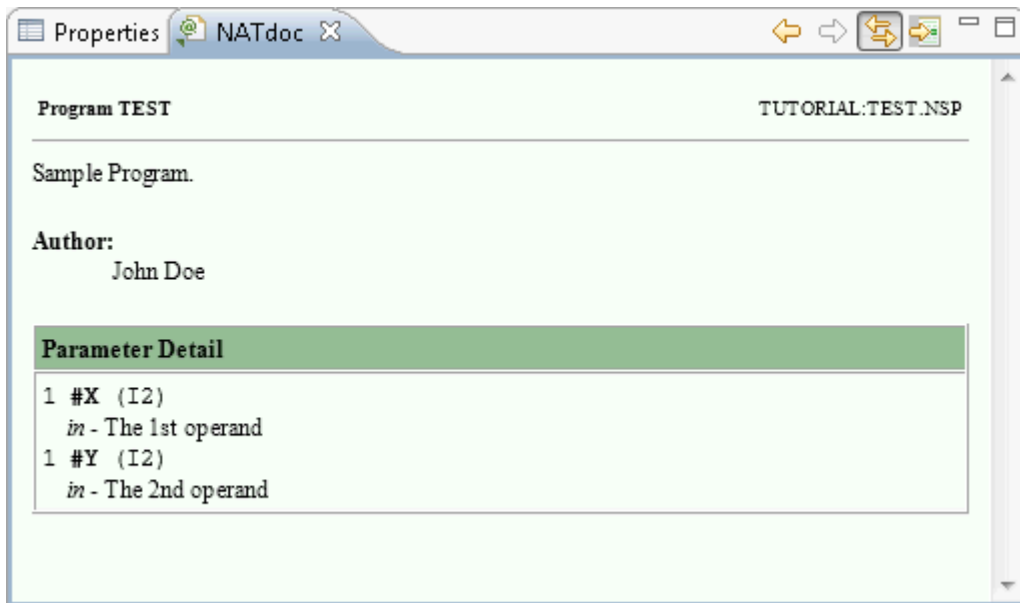 Properties NATdoc
Program TEST TUTORIAL:TEST.NSP
Sample Program.
Author:
John Doe
Parameter Detail
1 #X (I2)
in - The 1st operand
1 #Y (I2)
in - The 2nd operand